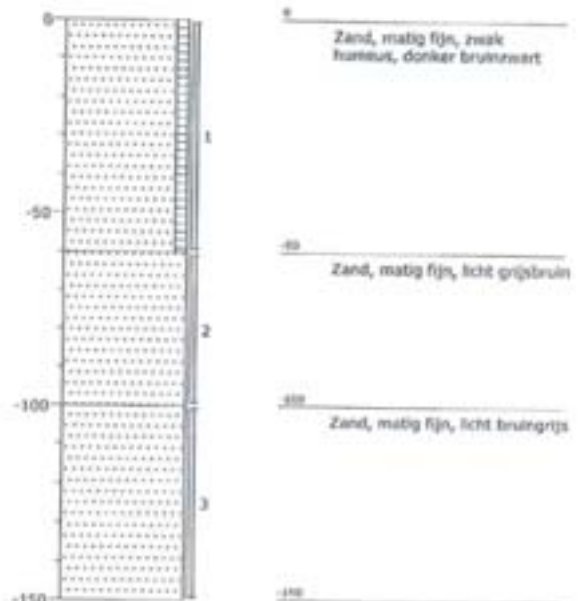 0
0
Zand, matig fijn, zwak
humeus, donker bruinzwart
1
-50
-60
Zand, matig fijn, licht grijsbruin
2
-100
-100
Zand, matig fijn, licht bruingrijs
3
-150
-150